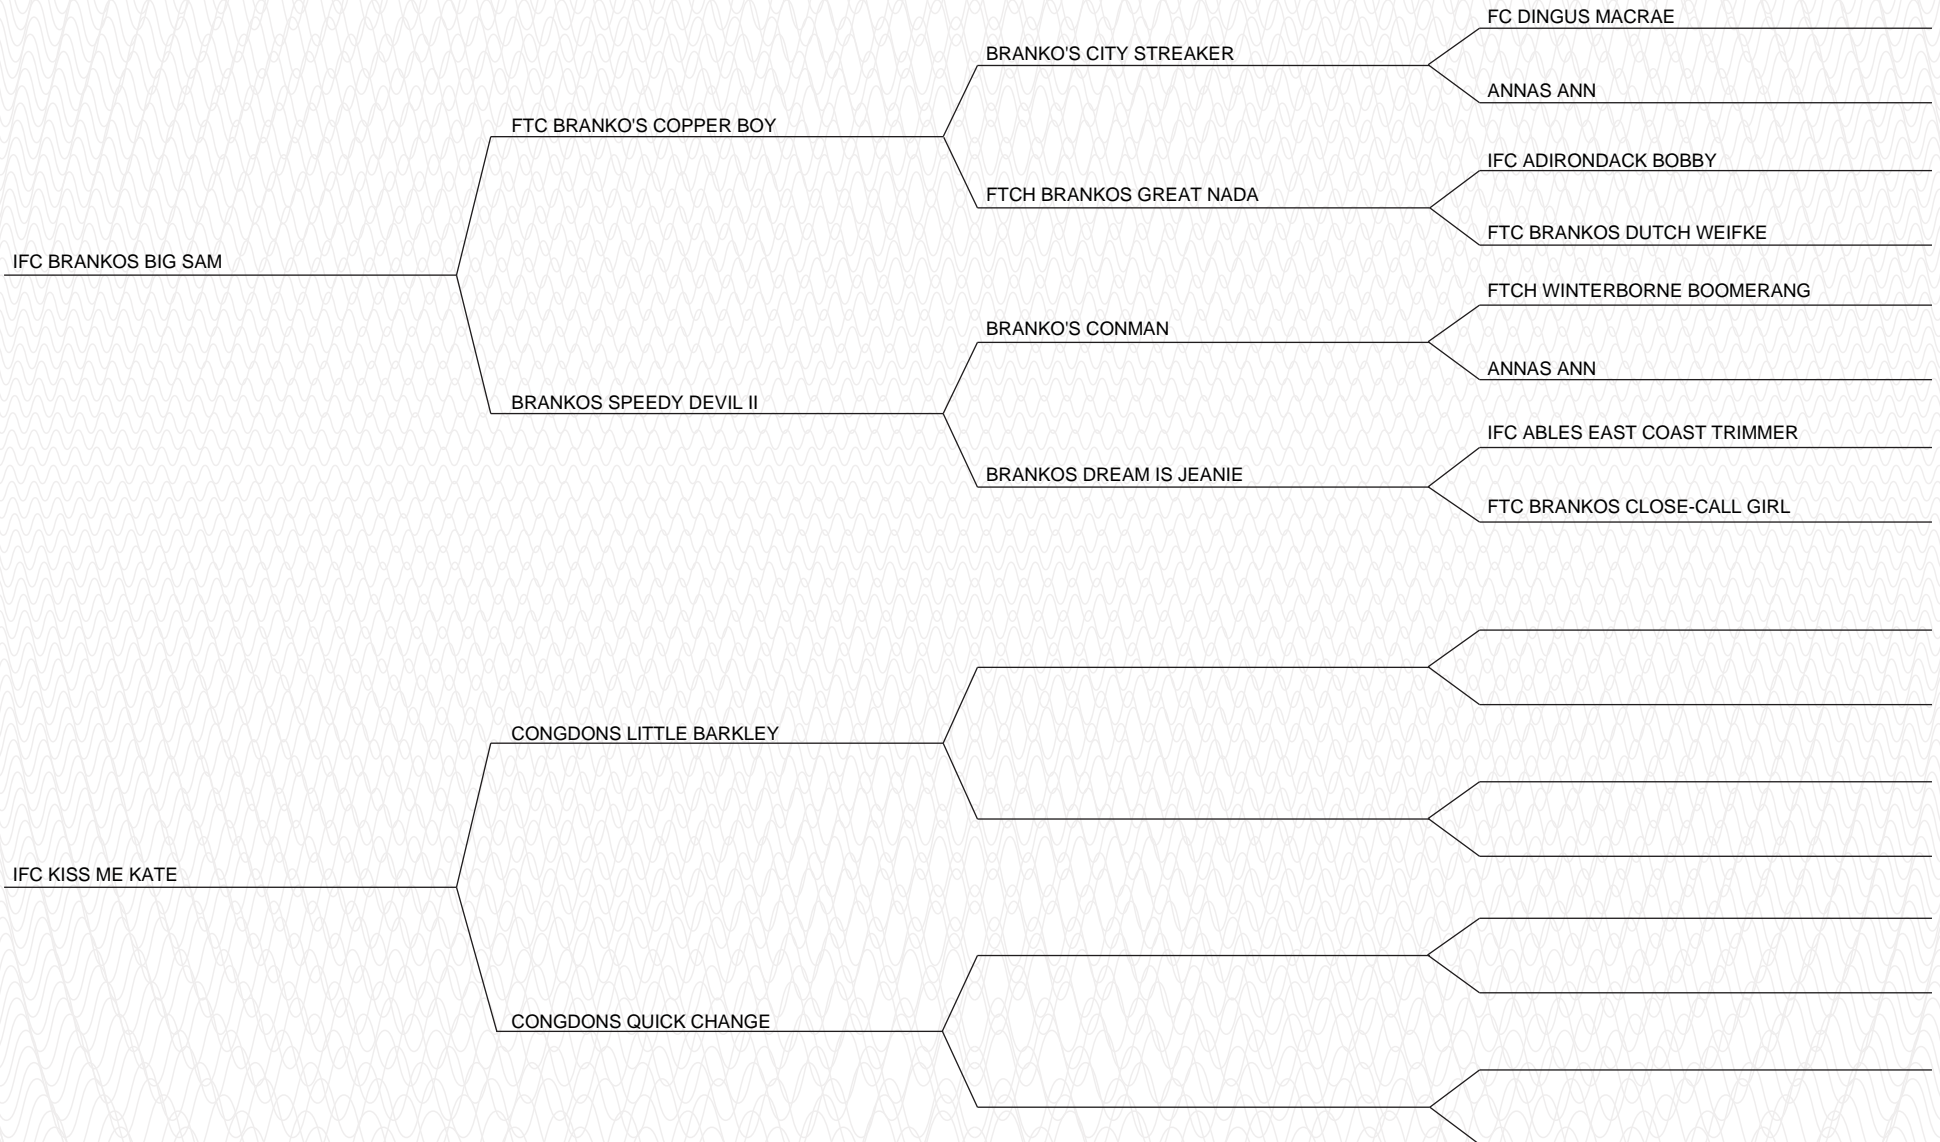 FC DINGUS MACRAE
BRANKO'S CITY STREAKER
ANNAS ANN
FTC BRANKO'S COPPER BOY
IFC ADIRONDACK BOBBY
FTCH BRANKOS GREAT NADA
FTC BRANKOS DUTCH WEIFKE
IFC BRANKOS BIG SAM
FTCH WINTERBORNE BOOMERANG
BRANKO'S CONMAN
ANNAS ANN
BRANKOS SPEEDY DEVIL II
IFC ABLES EAST COAST TRIMMER
BRANKOS DREAM IS JEANIE
FTC BRANKOS CLOSE-CALL GIRL
CONGDONS LITTLE BARKLEY
IFC KISS ME KATE
CONGDONS QUICK CHANGE